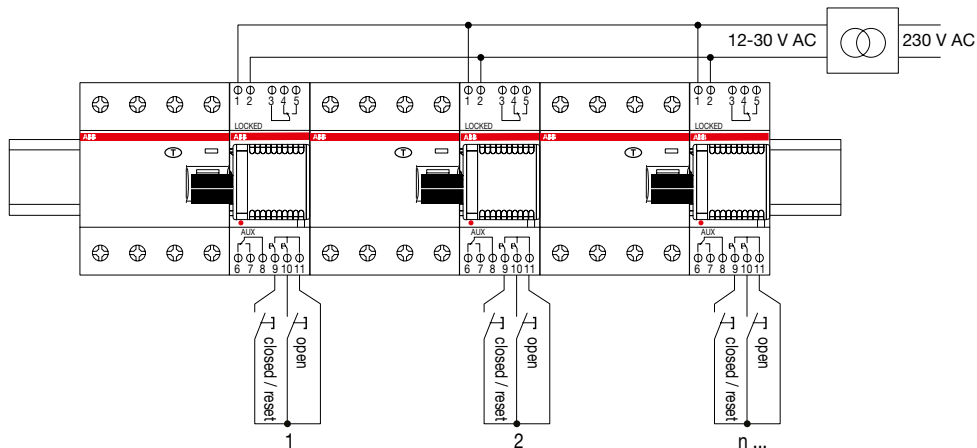 12-30 V AC 230 V AC
1 2 3 4 5 1 2 3 4 5 1 2 3 4 5
LOCKED LOCKED LOCKED
ABB ABB ABB ABB ABB ABB
T T T
AUX AUX AUX
6 7 8 9 10 11 6 7 8 9 10 11 6 7 8 9 10 11
closed / reset open closed / reset open closed / reset open
1 2 n ...